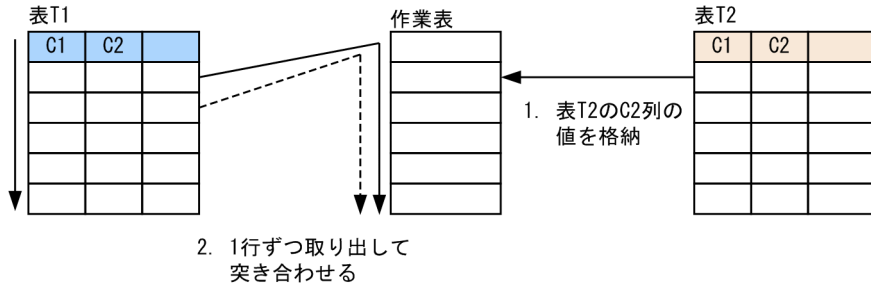 表T1
作業表
表T2
C1 C2
C1 C2
1. 表T2のC2列の
値を格納
2. 1行ずつ取り出して
突き合わせる